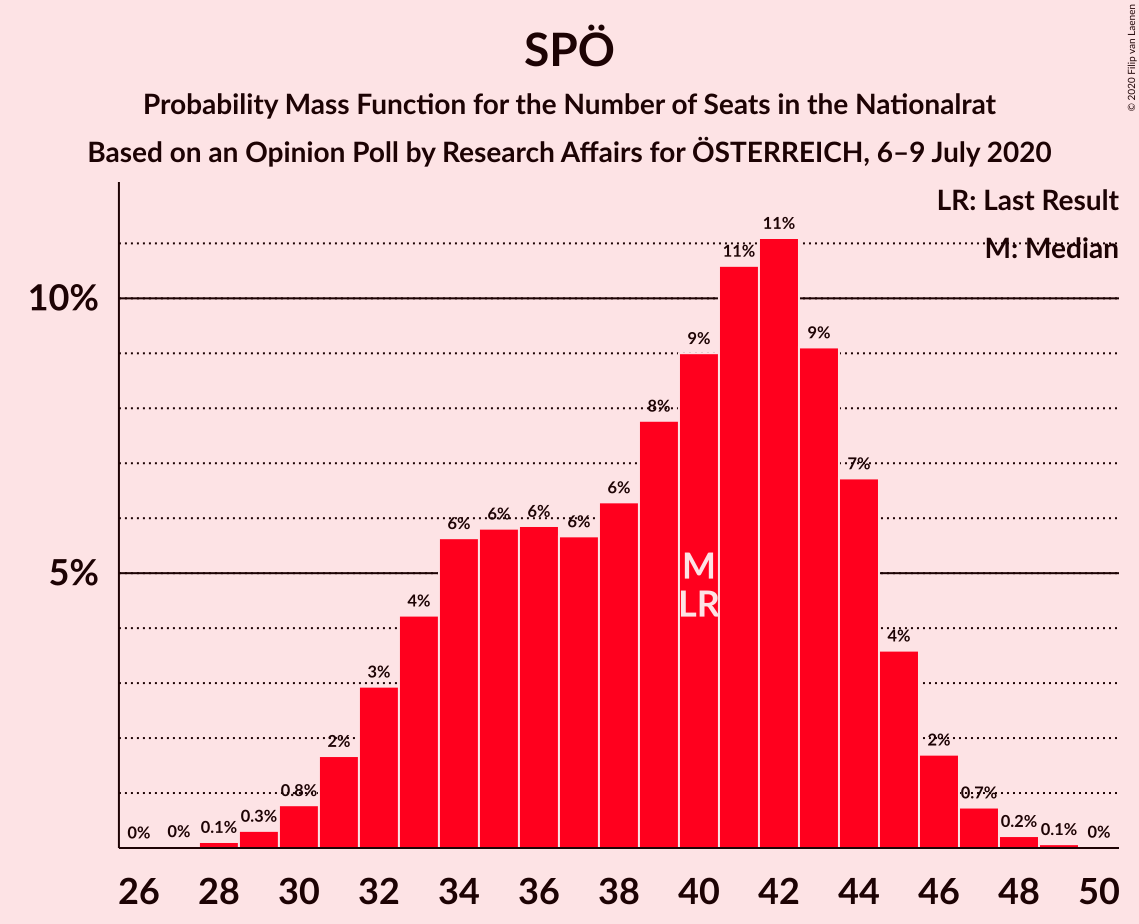 SPÖ
Probability Mass Function for the Number of Seats in the Nationalrat
Based on an Opinion Poll by Research Affairs for ÖSTERREICH, 6–9 July 2020
© 2020 Filip van Laenen
LR: Last Result
M: Median
10%
5%
0% 0% 0.1% 0.3% 0.8% 2% 3% 4% 6% 6% 6% 6% 6% 8% 9% 11% 11% 9% 7% 4% 2% 0.7% 0.2% 0.1% 0%
M
LR
26 28 30 32 34 36 38 40 42 44 46 48 50